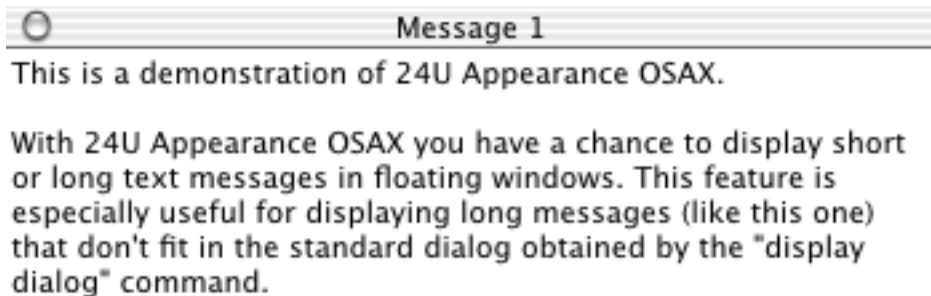 Message 1
This is a demonstration of 24U Appearance OSAX.
With 24U Appearance OSAX you have a chance to display short
or long text messages in floating windows. This feature is
especially useful for displaying long messages (like this one)
that don't fit in the standard dialog obtained by the "display
dialog" command.